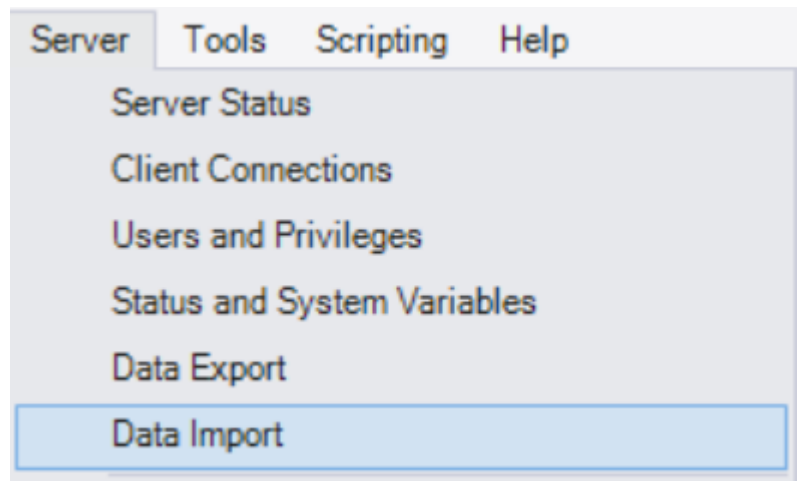 Server Tools Scripting Help
Server Status
Client Connections
Users and Privileges
Status and System Variables
Data Export
Data Import